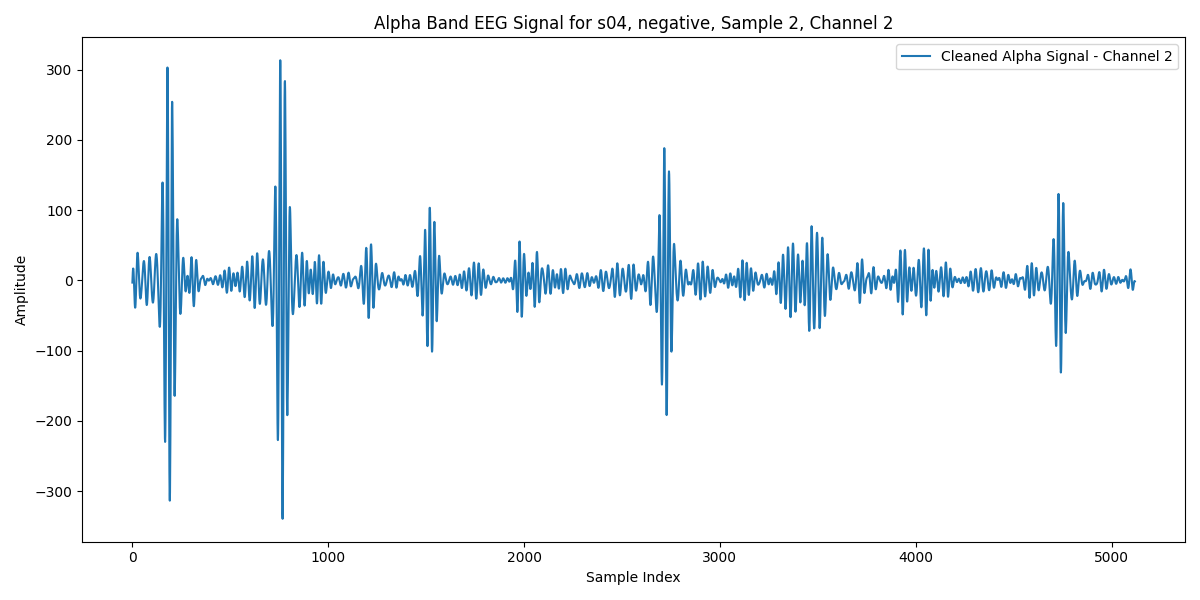 Alpha Band EEG Signal for s04, negative, Sample 2, Channel 2
Cleaned Alpha Signal - Channel 2
Amplitude
300
200
100
0
−100
−200
−300
0 1000 2000 3000 4000 5000
Sample Index